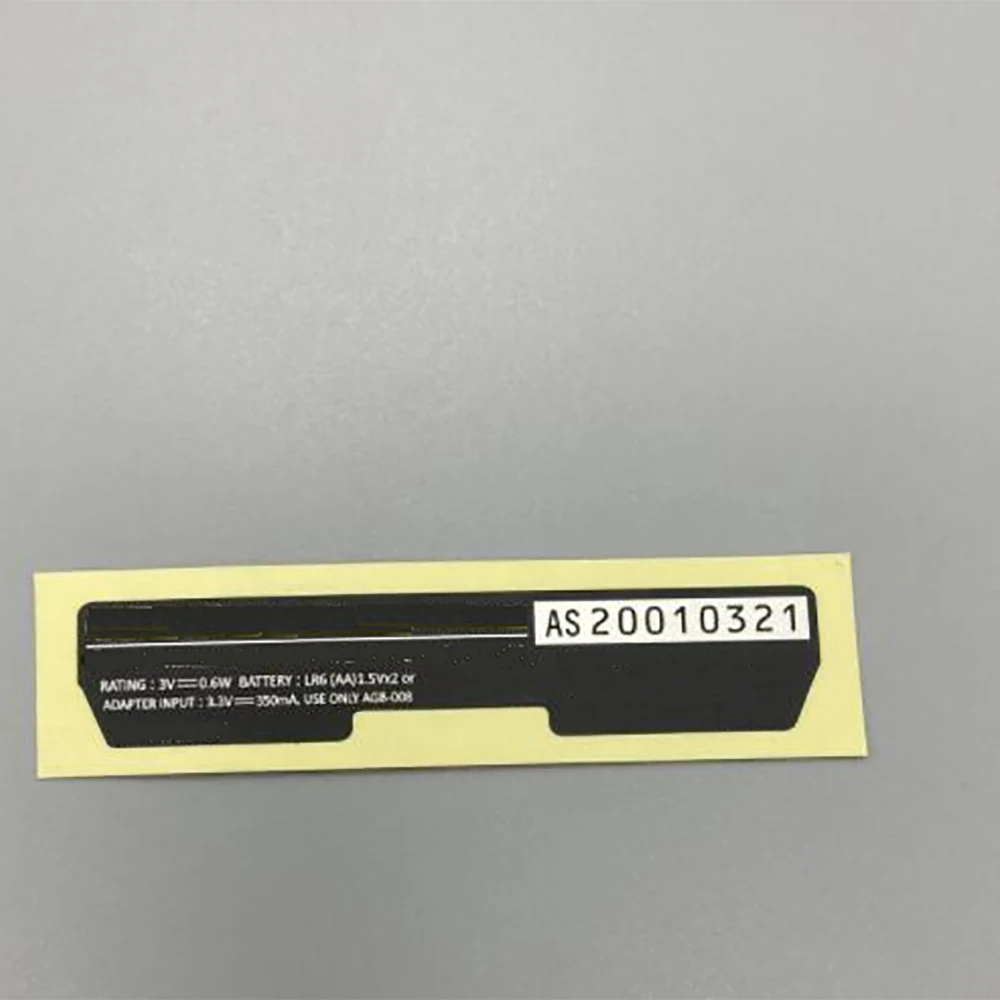 AS20010321
RATING : 3V⎓0.6W BATTERY : LR6 (AA)1.5Vx2 or
ADAPTER INPUT : 3.3V⎓350mA, USE ONLY AGB-008